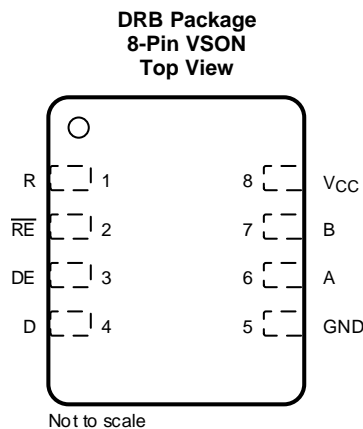 DRB Package
8-Pin VSON
Top View
R 1 8 VCC
RE 2 7 B
DE 3 6 A
D 4 5 GND
Not to scale